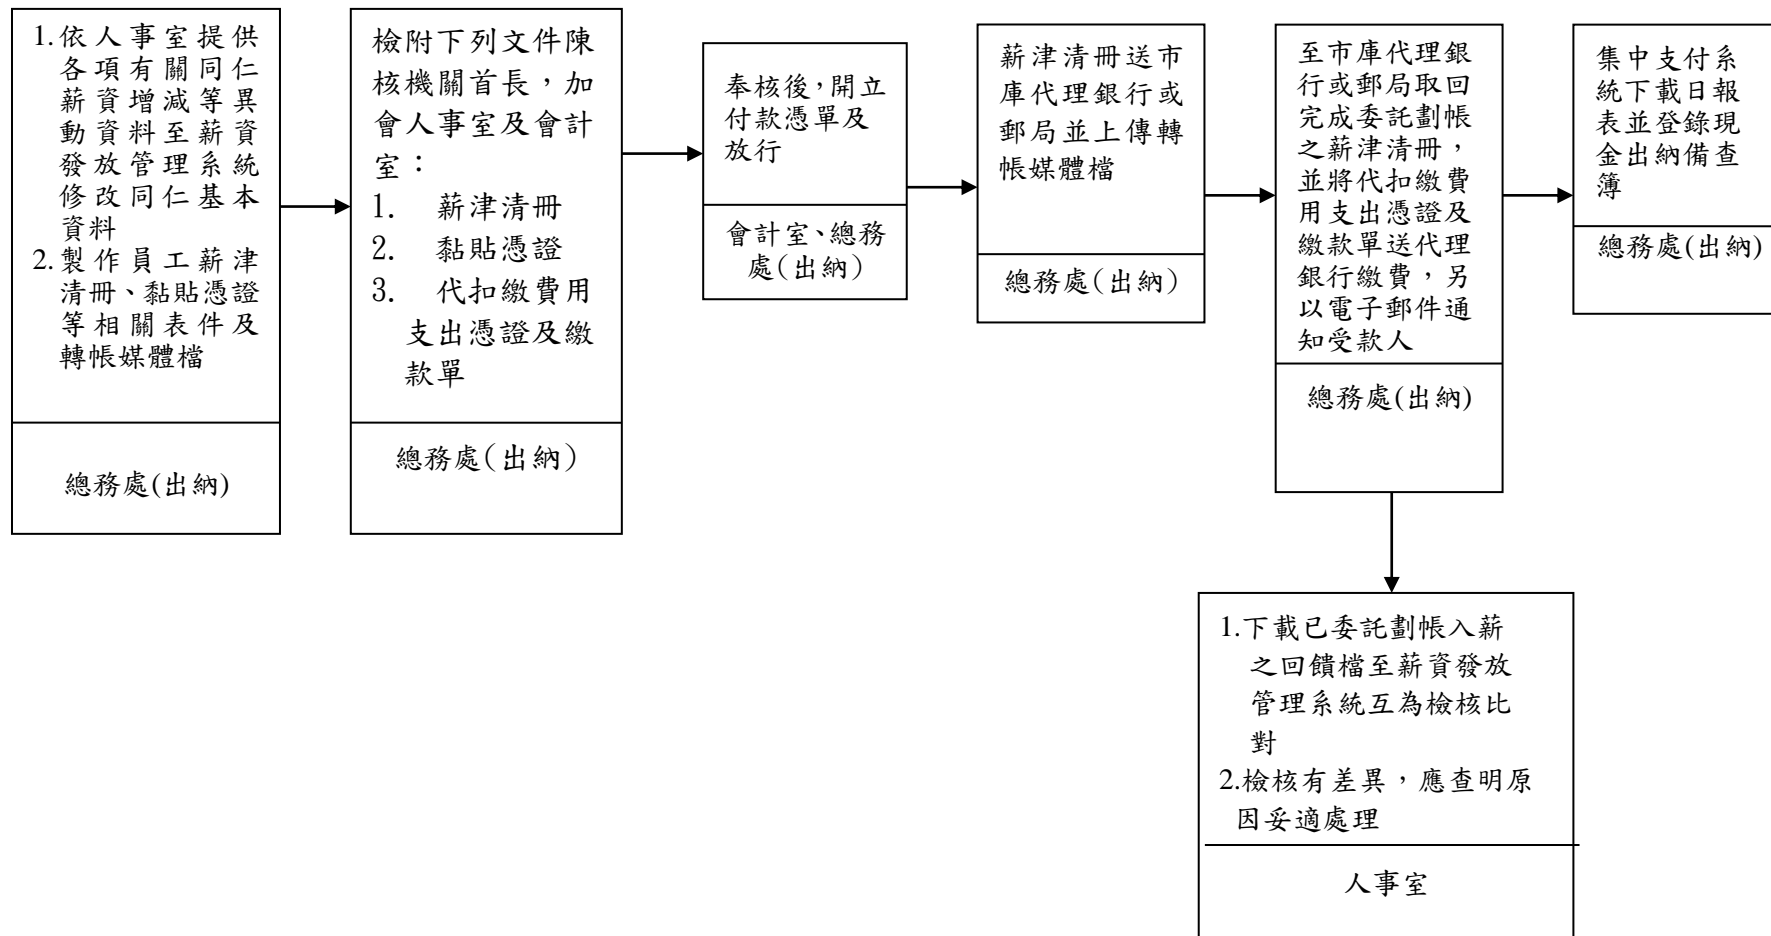 1.依人事室提供
各項有關同仁
薪資增減等異
動資料至薪資
發放管理系統
修改同仁基本
資料
2.製作員工薪津
清冊、黏貼憑證
等相關表件及
轉帳媒體檔
總務處(出納)
檢附下列文件陳
核機關首長，加
會人事室及會計
室：
1. 薪津清冊
2. 黏貼憑證
3. 代扣繳費用
支出憑證及繳
款單
總務處(出納)
奉核後，開立
付款憑單及
放行
會計室、總務
處(出納)
薪津清冊送市
庫代理銀行或
郵局並上傳轉
帳媒體檔
總務處(出納)
至市庫代理銀
行或郵局取回
完成委託劃帳
之薪津清冊，
並將代扣繳費
用支出憑證及
繳款單送代理
銀行繳費，另
以電子郵件通
知受款人
總務處(出納)
集中支付系
統下載日報
表並登錄現
金出納備查
簿
總務處(出納)
1.下載已委託劃帳入薪
之回饋檔至薪資發放
管理系統互為檢核比
對
2.檢核有差異，應查明原
因妥適處理
人事室